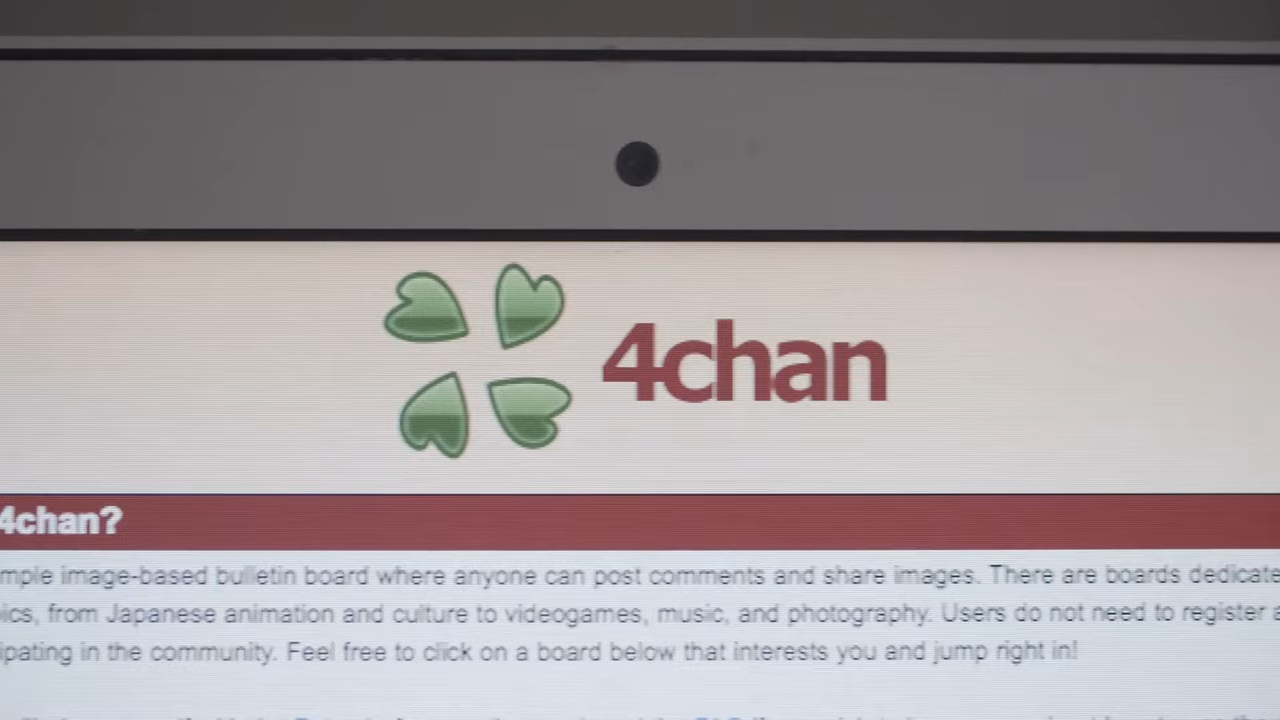 4chan
4chan?
mple image-based bulletin board where anyone can post comments and share images. There are boards dedicate
ics, from Japanese animation and culture to videogames, music, and photography. Users do not need to register a
ipating in the community. Feel free to click on a board below that interests you and jump right in!